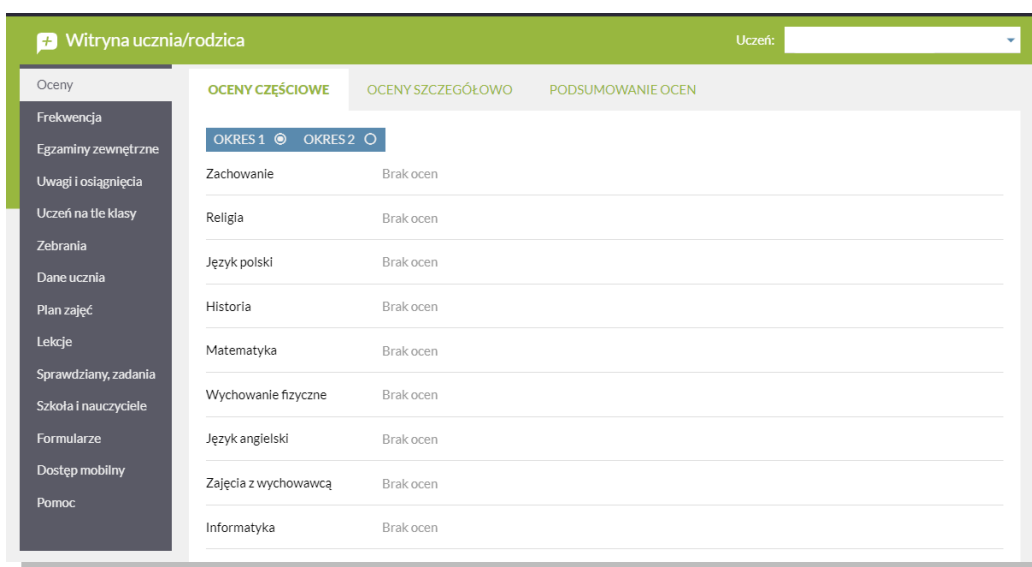 Witryna ucznia/rodzica
Uczeń:
Oceny
Frekwencja
Egzaminy zewnętrzne
Uwagi i osiągnięcia
Uczeń na tle klasy
Zebrania
Dane ucznia
Plan zajęć
Lekcje
Sprawdziany, zadania
Szkoła i nauczyciele
Formularze
Dostęp mobilny
Pomoc
OCENY CZĘŚCIOWE OCENY SZCZEGÓŁOWO PODSUMOWANIE OCEN
OKRES 1 OKRES 2
Zachowanie Brak ocen
Religia Brak ocen
Język polski Brak ocen
Historia Brak ocen
Matematyka Brak ocen
Wychowanie fizyczne Brak ocen
Język angielski Brak ocen
Zajęcia z wychowawcą Brak ocen
Informatyka Brak ocen